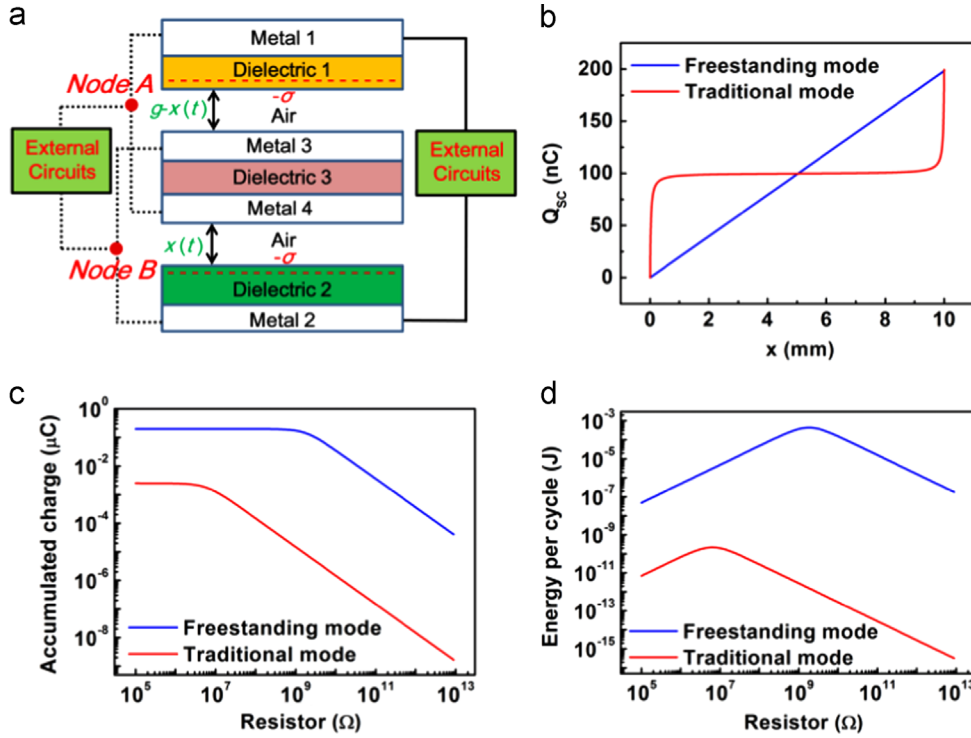 a
Metal 1
Dielectric 1
-σ
Air
g-x(t)
Node A
Metal 3
Dielectric 3
Metal 4
External
Circuits
External
Circuits
x(t)
Air
-σ
Node B
Dielectric 2
Metal 2
b
Freestanding mode
Traditional mode
200
150
100
50
0
Q_SC (nC)
0 2 4 6 8 10
x (mm)
c
10^0
10^-2
10^-4
10^-6
10^-8
Accumulated charge (μC)
Freestanding mode
Traditional mode
10^5 10^7 10^9 10^11 10^13
Resistor (Ω)
d
10^-3
10^-5
10^-7
10^-9
10^-11
10^-13
10^-15
Energy per cycle (J)
Freestanding mode
Traditional mode
10^5 10^7 10^9 10^11 10^13
Resistor (Ω)